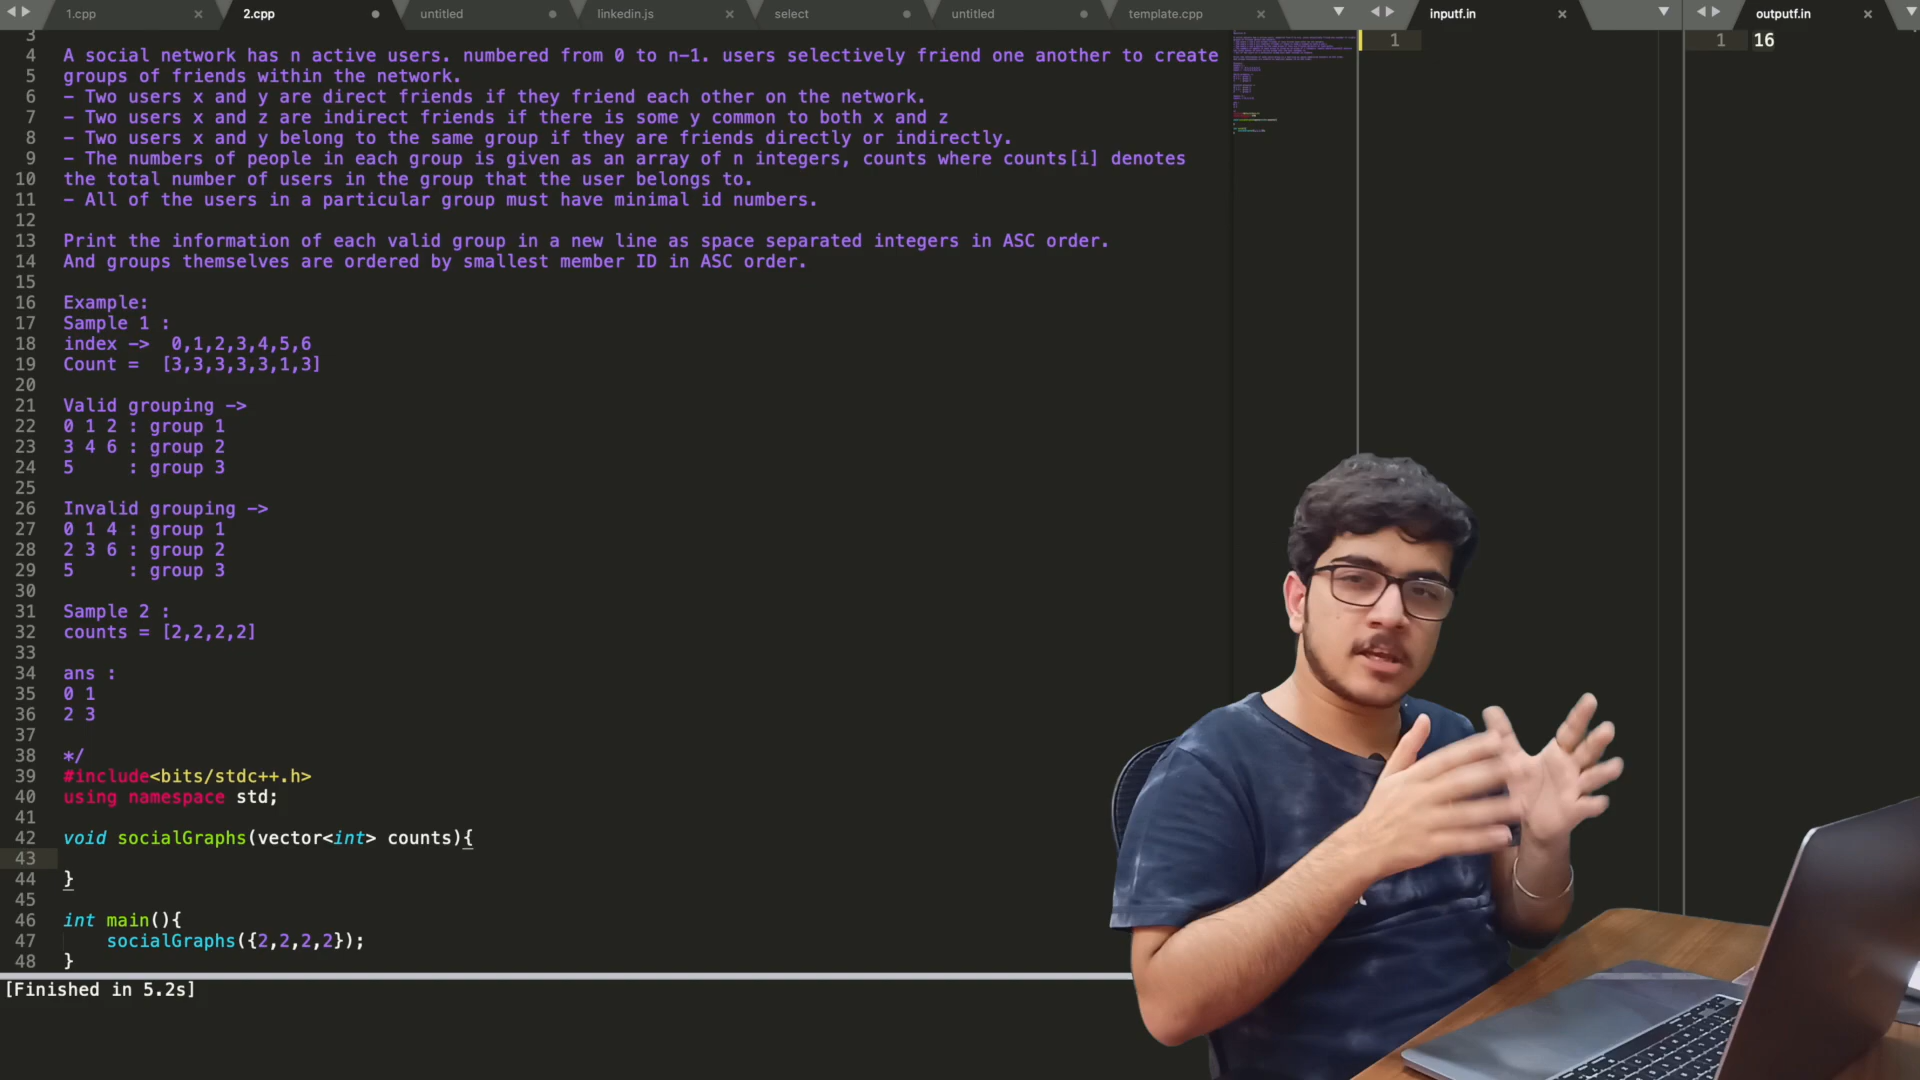 1.cpp
2.cpp
untitled
linkedin.js
select
untitled
template.cpp
inputf.in
outputf.in
3
4 A social network has n active users. numbered from 0 to n-1. users selectively friend one another to create
5 groups of friends within the network.
6 - Two users x and y are direct friends if they friend each other on the network.
7 - Two users x and z are indirect friends if there is some y common to both x and z
8 - Two users x and y belong to the same group if they are friends directly or indirectly.
9 - The numbers of people in each group is given as an array of n integers, counts where counts[i] denotes
10 the total number of users in the group that the user belongs to.
11 - All of the users in a particular group must have minimal id numbers.
12
13 Print the information of each valid group in a new line as space separated integers in ASC order.
14 And groups themselves are ordered by smallest member ID in ASC order.
15
16 Example:
17 Sample 1 :
18 index -> 0,1,2,3,4,5,6
19 Count = [3,3,3,3,3,1,3]
20
21 Valid grouping ->
22 0 1 2 : group 1
23 3 4 6 : group 2
24 5 : group 3
25
26 Invalid grouping ->
27 0 1 4 : group 1
28 2 3 6 : group 2
29 5 : group 3
30
31 Sample 2 :
32 counts = [2,2,2,2]
33
34 ans :
35 0 1
36 2 3
37
38 */
39 #include<bits/stdc++.h>
40 using namespace std;
41
42 void socialGraphs(vector<int> counts){
43
44 }
45
46 int main(){
47 socialGraphs({2,2,2,2});
48 }
[Finished in 5.2s]
1
1 16